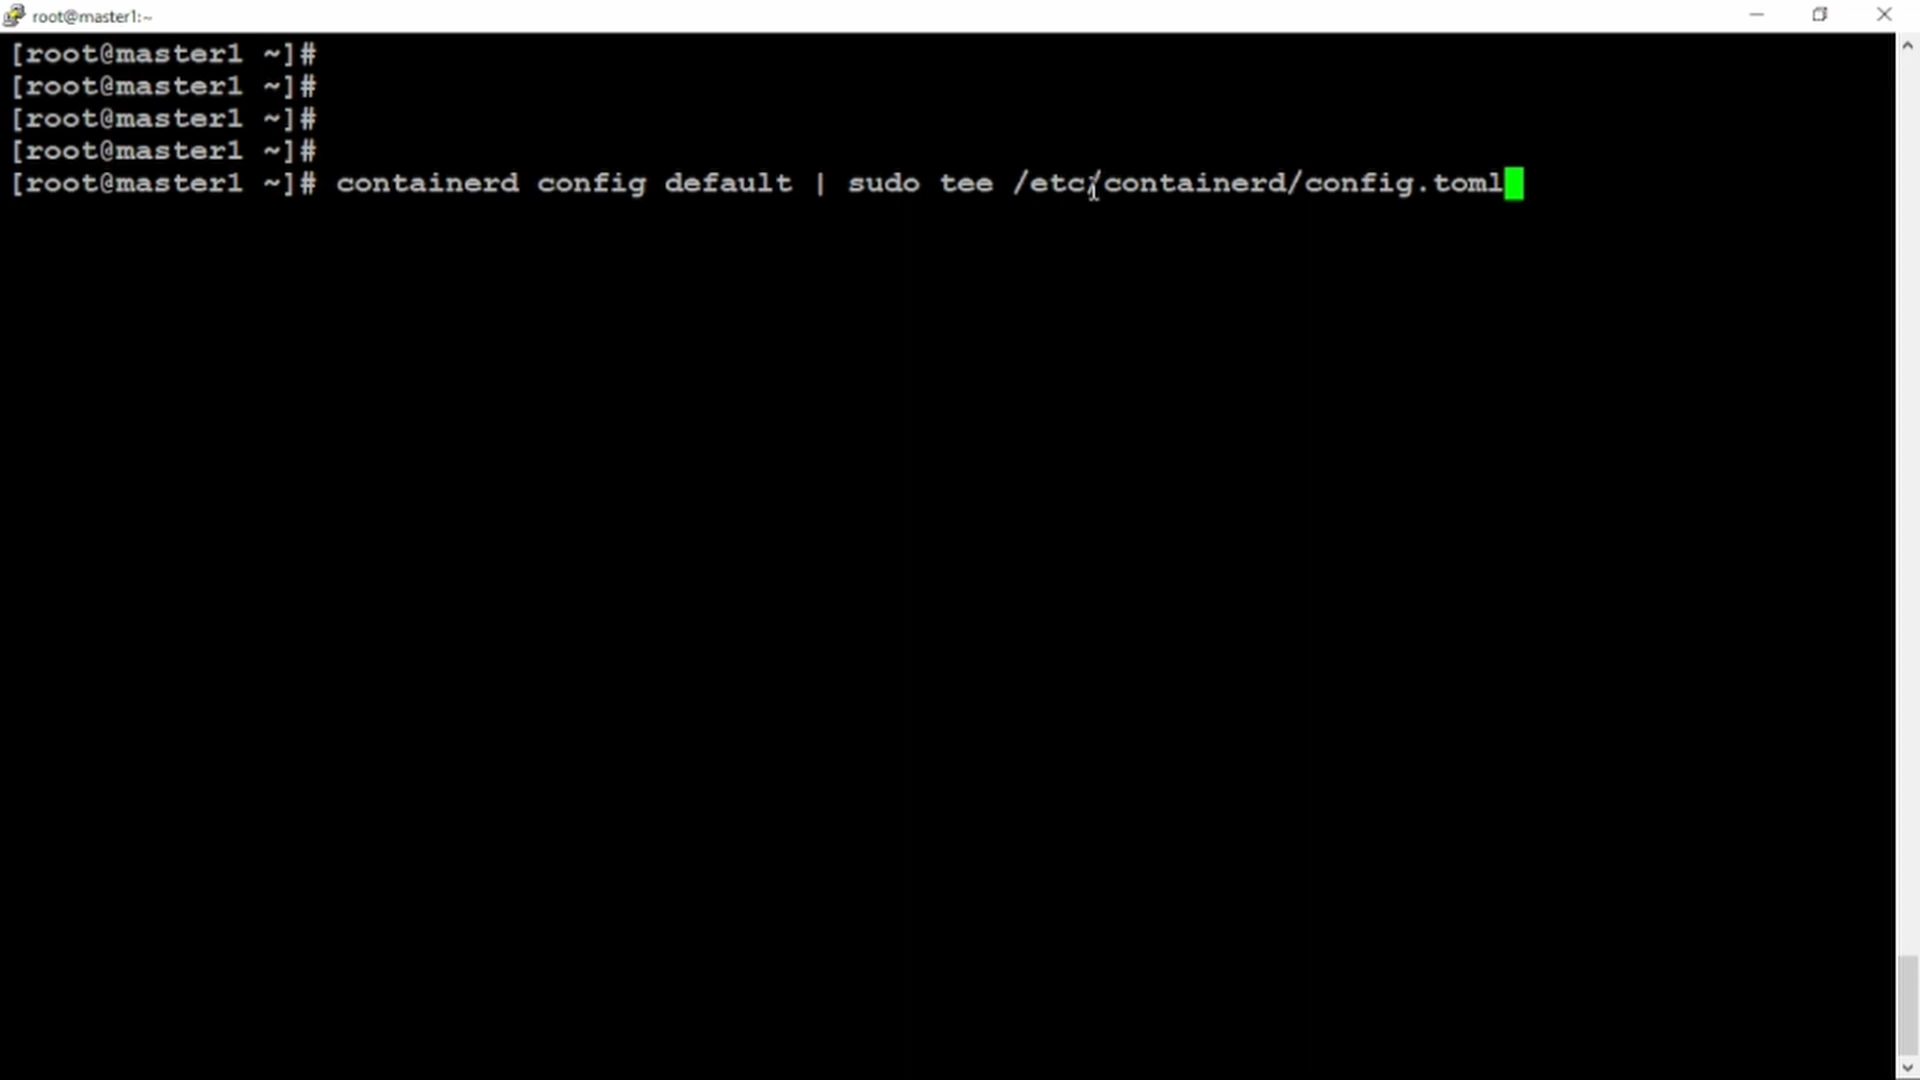 root@master1:~
[root@master1 ~]#
[root@master1 ~]#
[root@master1 ~]#
[root@master1 ~]#
[root@master1 ~]# containerd config default | sudo tee /etc/containerd/config.toml